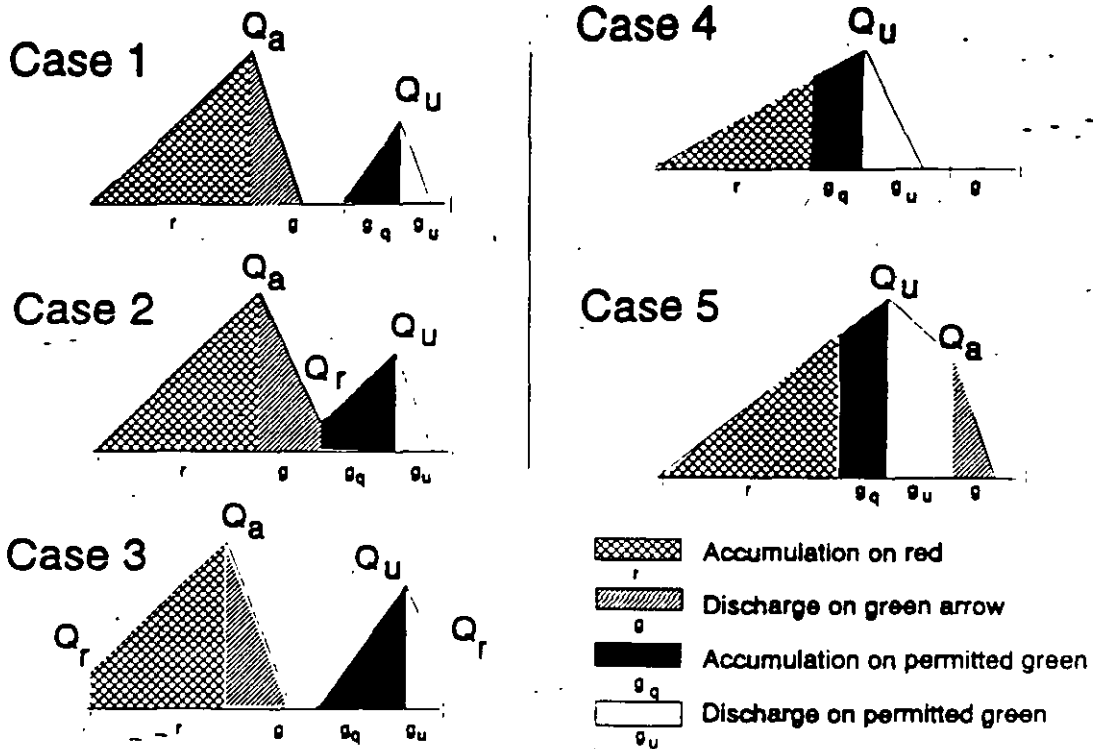 Case 1
Qa
Qu
r g gq gu
Case 2
Qa
Qr
Qu
r g gq gu
Case 3
Qr
Qa
Qu
Qr
r g gq gu
Case 4
Qu
r gq gu g
Case 5
Qu
Qa
r gq gu g
Accumulation on red
r
Discharge on green arrow
g
Accumulation on permitted green
gq
Discharge on permitted green
gu